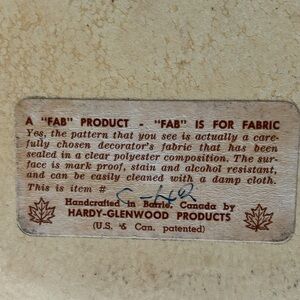 A "FAB" PRODUCT - "FAB" IS FOR FABRIC
Yes, the pattern that you see is actually a care-
fully chosen decorator's fabric that has been
sealed in a clear polyester composition. The sur-
face is mark proof, stain and alcohol resistant,
and can be easily cleaned with a damp cloth.
This is item #
Handcrafted in Barrie, Canada by
HARDY-GLENWOOD PRODUCTS
(U.S. & Can. patented)